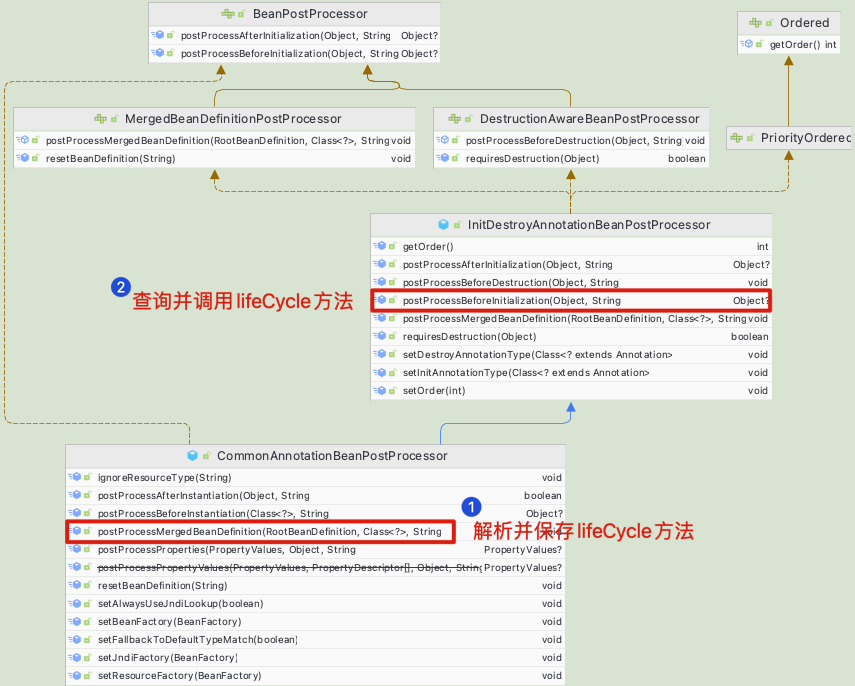 BeanPostProcessor
postProcessAfterInitialization(Object, String Object?
postProcessBeforeInitialization(Object, String Object?
Ordered
getOrder() int
MergedBeanDefinitionPostProcessor
postProcessMergedBeanDefinition(RootBeanDefinition, Class<?>, String void
resetBeanDefinition(String) void
DestructionAwareBeanPostProcessor
postProcessBeforeDestruction(Object, String void
requiresDestruction(Object) boolean
PriorityOrdered
InitDestroyAnnotationBeanPostProcessor
getOrder() int
postProcessAfterInitialization(Object, String Object?
postProcessBeforeDestruction(Object, String void
postProcessBeforeInitialization(Object, String Object?
postProcessMergedBeanDefinition(RootBeanDefinition, Class<?>, String void
requiresDestruction(Object) boolean
setDestroyAnnotationType(Class<? extends Annotation> void
setInitAnnotationType(Class<? extends Annotation> void
setOrder(int) void
2 查询并调用lifeCycle方法
CommonAnnotationBeanPostProcessor
ignoreResourceType(String) void
postProcessAfterInstantiation(Object, String boolean
postProcessBeforeInstantiation(Class<?>, String Object?
postProcessMergedBeanDefinition(RootBeanDefinition, Class<?>, String
postProcessProperties(PropertyValues, Object, String PropertyValues?
postProcessPropertyValues(PropertyValues, PropertyDescriptor[], Object, String PropertyValues?
resetBeanDefinition(String) void
setAlwaysUseJndiLookup(boolean) void
setBeanFactory(BeanFactory) void
setFallbackToDefaultTypeMatch(boolean) void
setJndiFactory(BeanFactory) void
setResourceFactory(BeanFactory) void
1 解析并保存lifeCycle方法